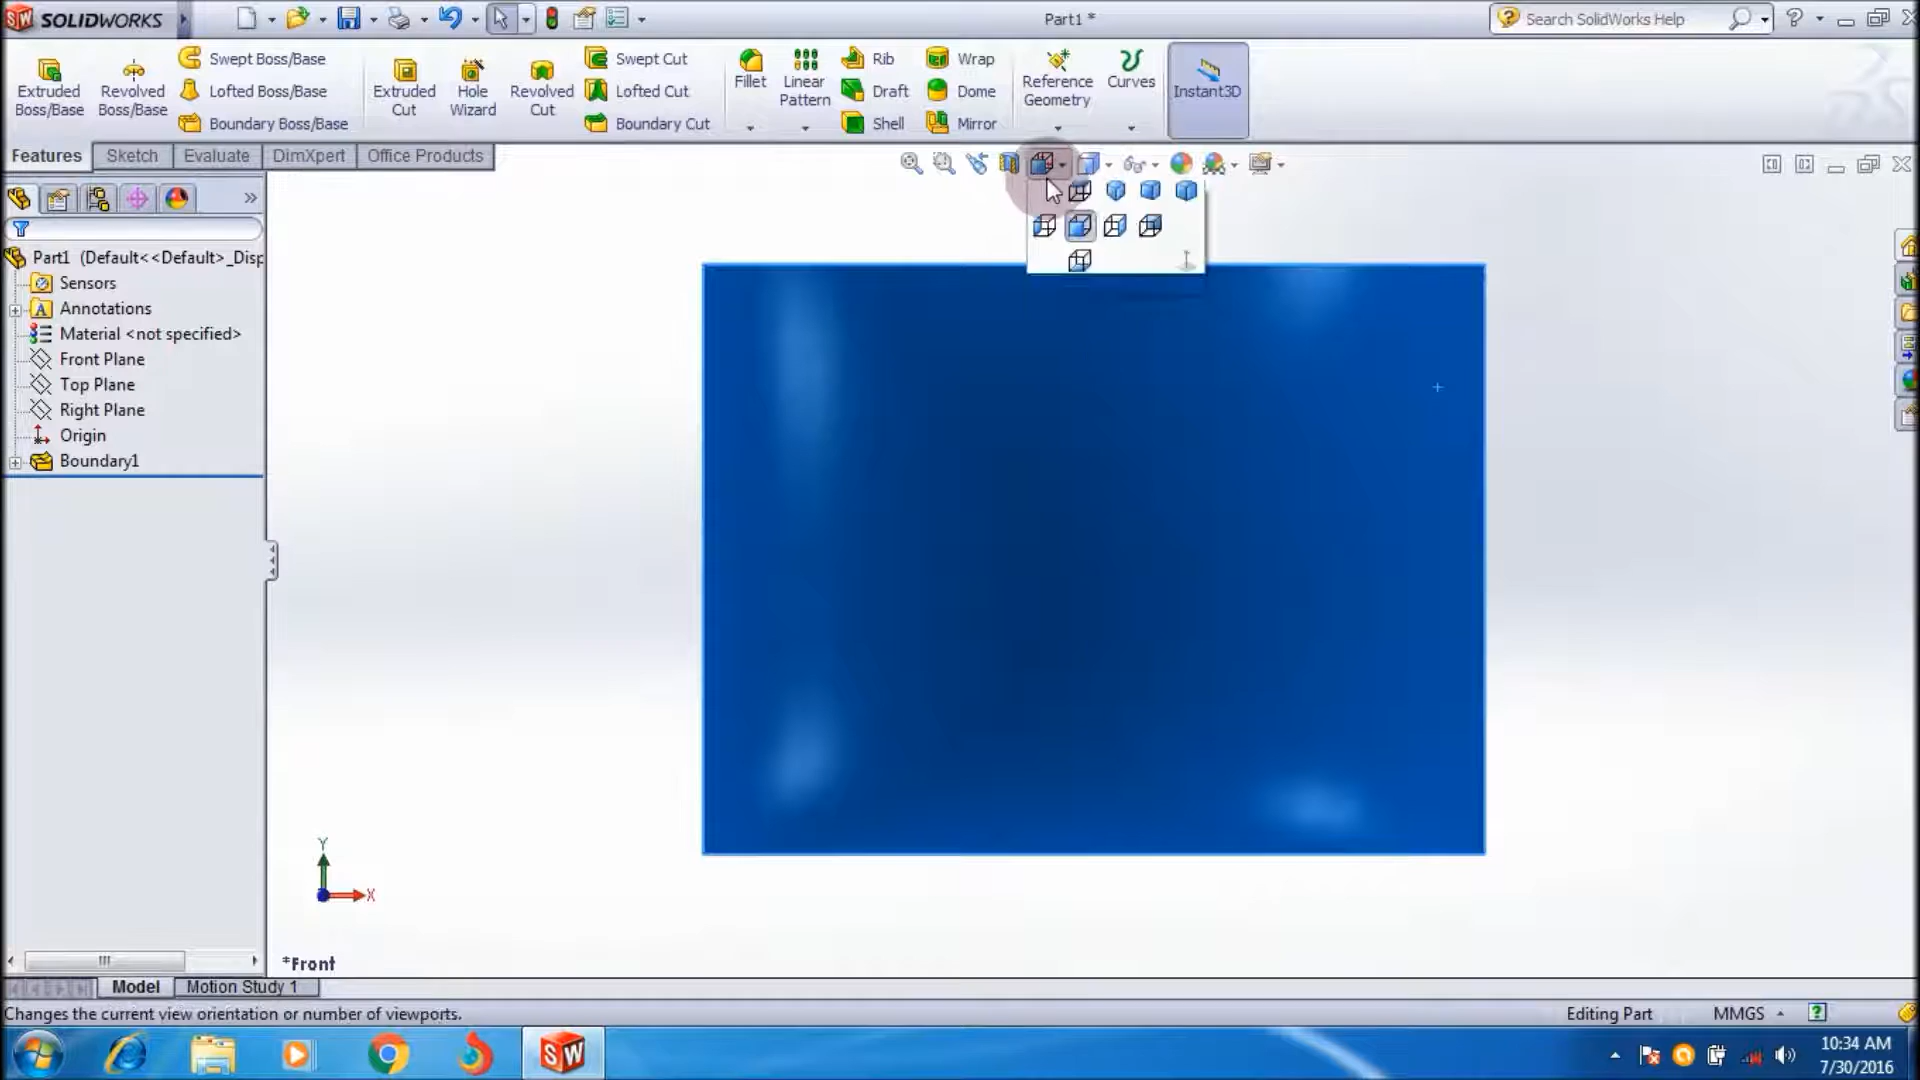 SOLIDWORKS
Part1 *
Search SolidWorks Help
Extruded Boss/Base
Revolved Boss/Base
Swept Boss/Base
Lofted Boss/Base
Boundary Boss/Base
Extruded Cut
Hole Wizard
Revolved Cut
Swept Cut
Lofted Cut
Boundary Cut
Fillet
Linear Pattern
Rib
Draft
Shell
Wrap
Dome
Mirror
Reference Geometry
Curves
Instant3D
Features
Sketch
Evaluate
DimXpert
Office Products
Part1 (Default<<Default>_Disp
Sensors
Annotations
Material <not specified>
Front Plane
Top Plane
Right Plane
Origin
Boundary1
Y
X
*Front
Model
Motion Study 1
Changes the current view orientation or number of viewports.
Editing Part
MMGS
10:34 AM
7/30/2016